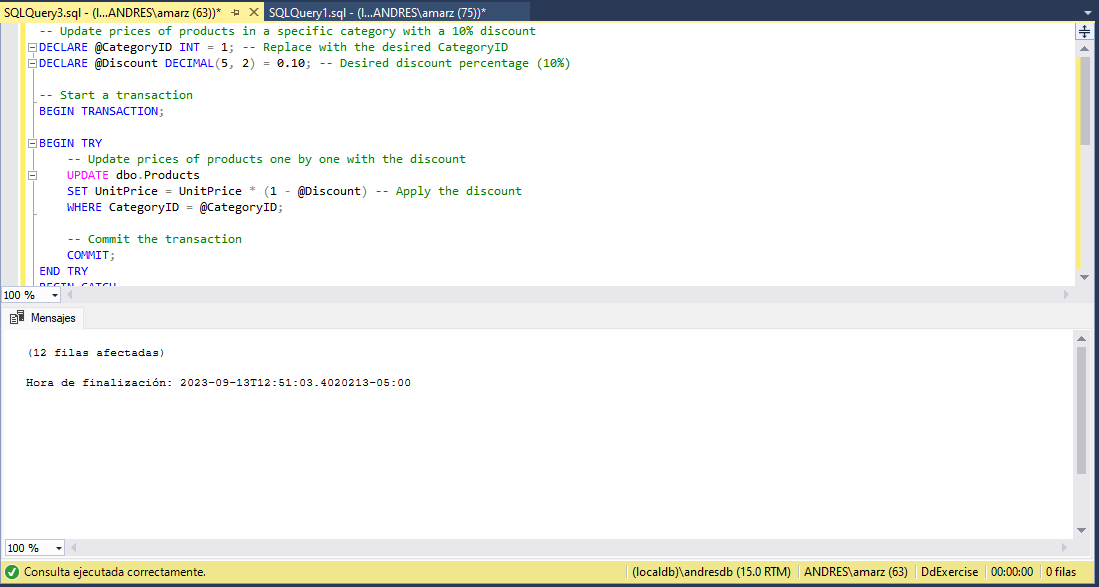 SQLQuery3.sql - (l...ANDRES\amarz (63))* SQLQuery1.sql - (l...ANDRES\amarz (75))*
-- Update prices of products in a specific category with a 10% discount
DECLARE @CategoryID INT = 1; -- Replace with the desired CategoryID
DECLARE @Discount DECIMAL(5, 2) = 0.10; -- Desired discount percentage (10%)
-- Start a transaction
BEGIN TRANSACTION;
BEGIN TRY
-- Update prices of products one by one with the discount
UPDATE dbo.Products
SET UnitPrice = UnitPrice * (1 - @Discount) -- Apply the discount
WHERE CategoryID = @CategoryID;
-- Commit the transaction
COMMIT;
END TRY
BEGIN CATCH
100 %
Mensajes
(12 filas afectadas)
Hora de finalización: 2023-09-13T12:51:03.4020213-05:00
100 %
Consulta ejecutada correctamente. (localdb)\andresdb (15.0 RTM) ANDRES\amarz (63) DdExercise 00:00:00 0 filas